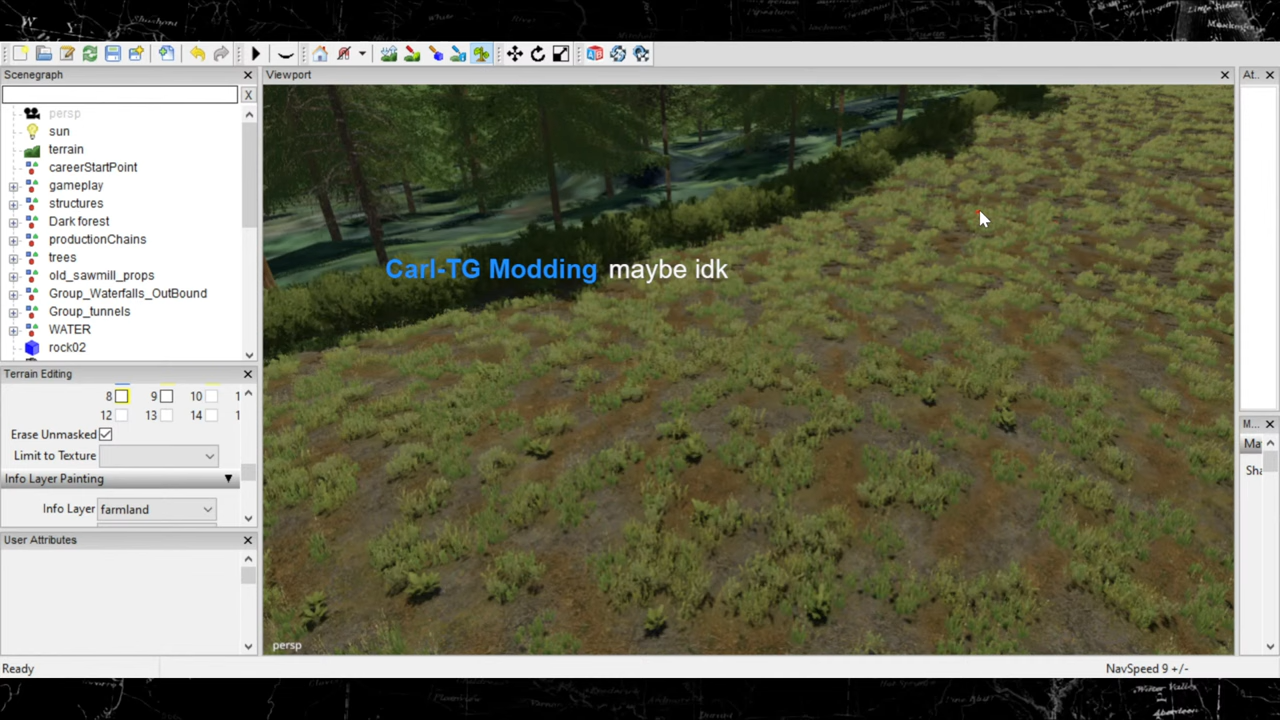 Scenegraph
Viewport
At..
X
persp
sun
terrain
careerStartPoint
gameplay
structures
Dark forest
productionChains
trees
old_sawmill_props
Group_Waterfalls_OutBound
Group_tunnels
WATER
rock02
Carl-TG Modding maybe idk
Terrain Editing
8 9 10 1
12 13 14 1
Erase Unmasked
Limit to Texture
Info Layer Painting
Info Layer farmland
User Attributes
M...
Ma
Sha
persp
Ready
NavSpeed 9 +/-